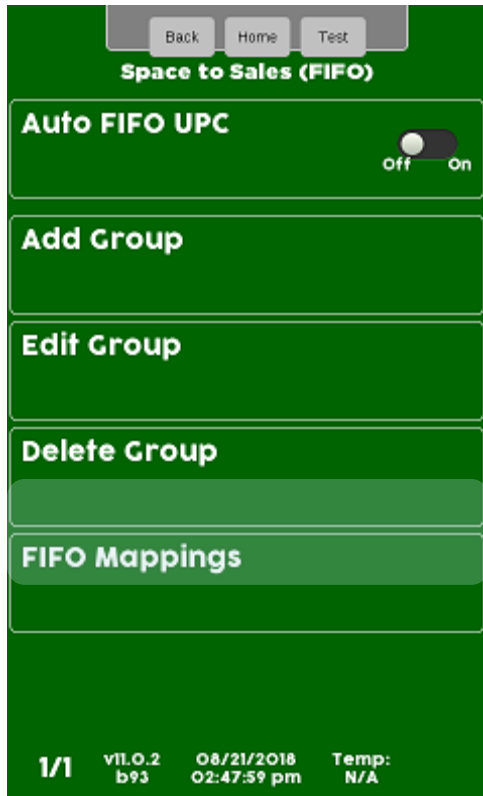 Back Home Test
Space to Sales (FIFO)
Auto FIFO UPC
Off On
Add Group
Edit Group
Delete Group
FIFO Mappings
1/1 v11.0.2 08/21/2018 Temp:
b93 02:47:59 pm N/A